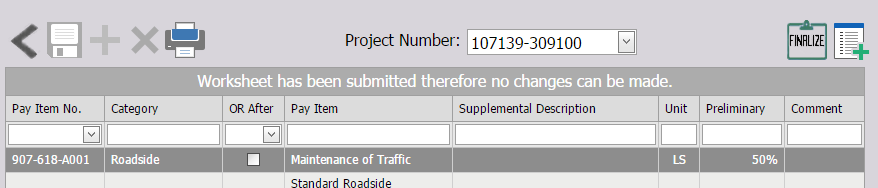 Project Number: 107139-309100
FINALIZE
Worksheet has been submitted therefore no changes can be made.
Pay Item No. Category OR After Pay Item Supplemental Description Unit Preliminary Comment
907-618-A001 Roadside Maintenance of Traffic LS 50%
Standard Roadside